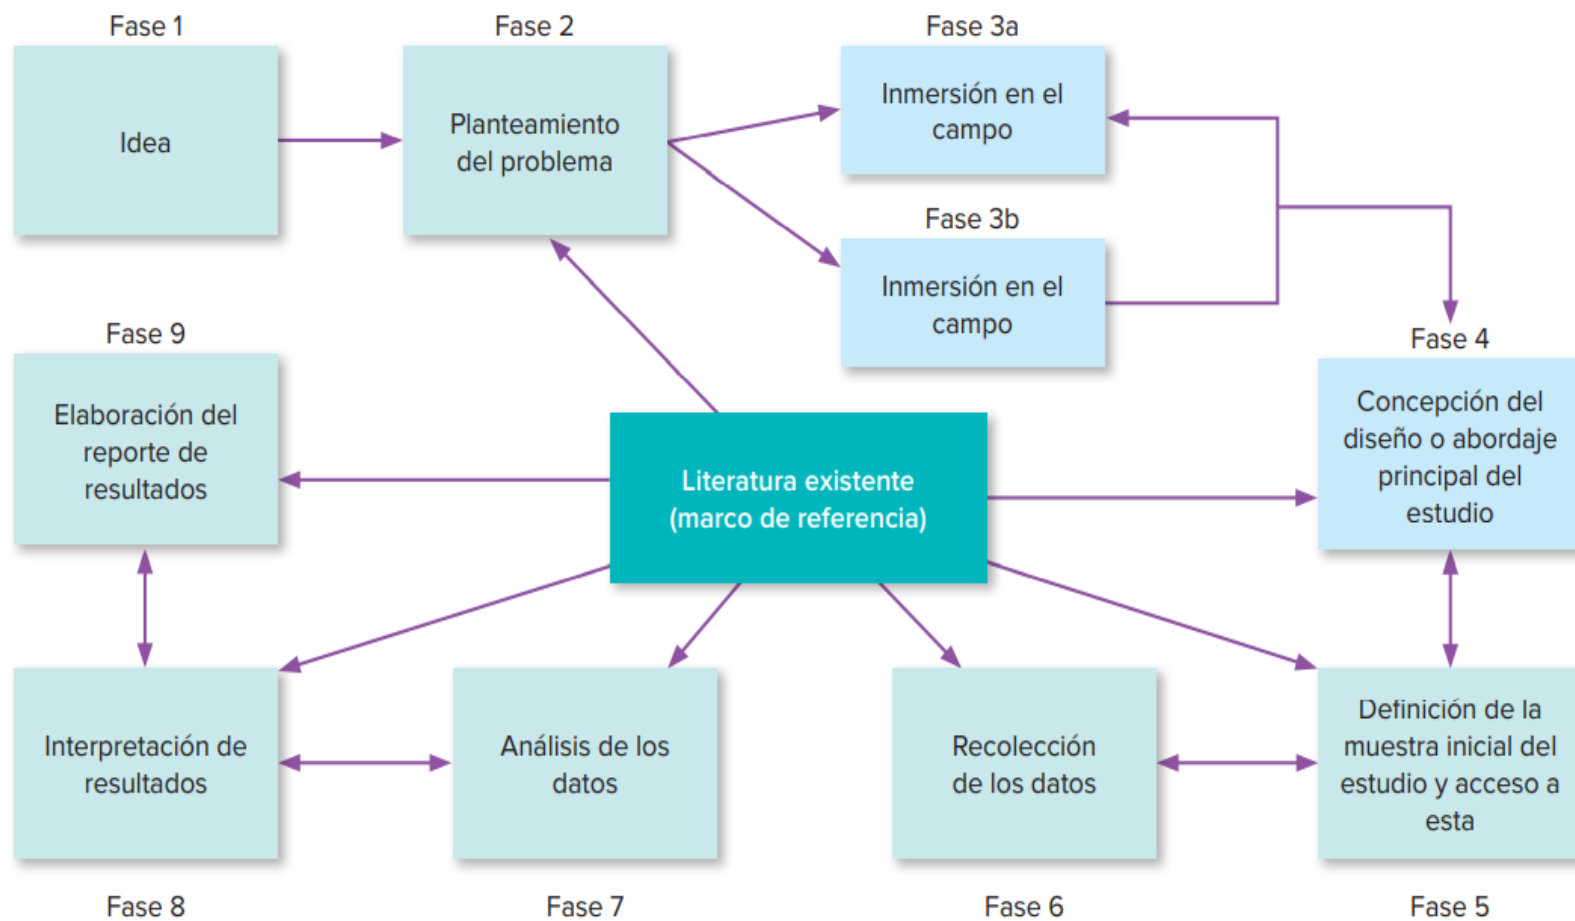 Fase 1
Idea
Fase 2
Planteamiento
del problema
Fase 3a
Inmersión en el
campo
Fase 3b
Inmersión en el
campo
Fase 4
Concepción del
diseño o abordaje
principal del
estudio
Fase 9
Elaboración del
reporte de
resultados
Literatura existente
(marco de referencia)
Interpretación de
resultados
Fase 8
Análisis de los
datos
Fase 7
Recolección
de los datos
Fase 6
Definición de la
muestra inicial del
estudio y acceso a
esta
Fase 5